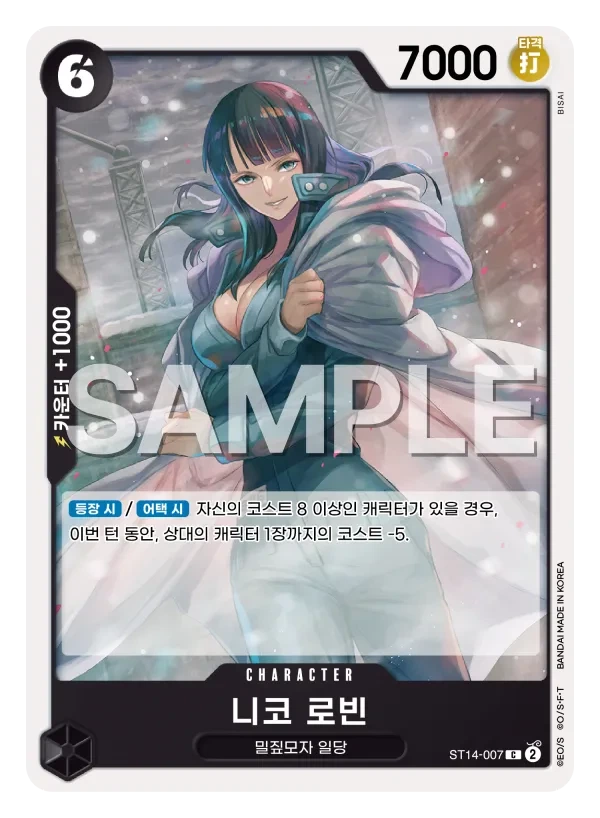 6
7000
타격
打
BISAI
카운터 +1000
SAMPLE
등장 시 / 어택 시 자신의 코스트 8 이상인 캐릭터가 있을 경우,
이번 턴 동안, 상대의 캐릭터 1장까지의 코스트 -5.
CHARACTER
니코 로빈
밀짚모자 일당
ST14-007 C 2
©EO/S ©O/S·F·T BANDAI MADE IN KOREA